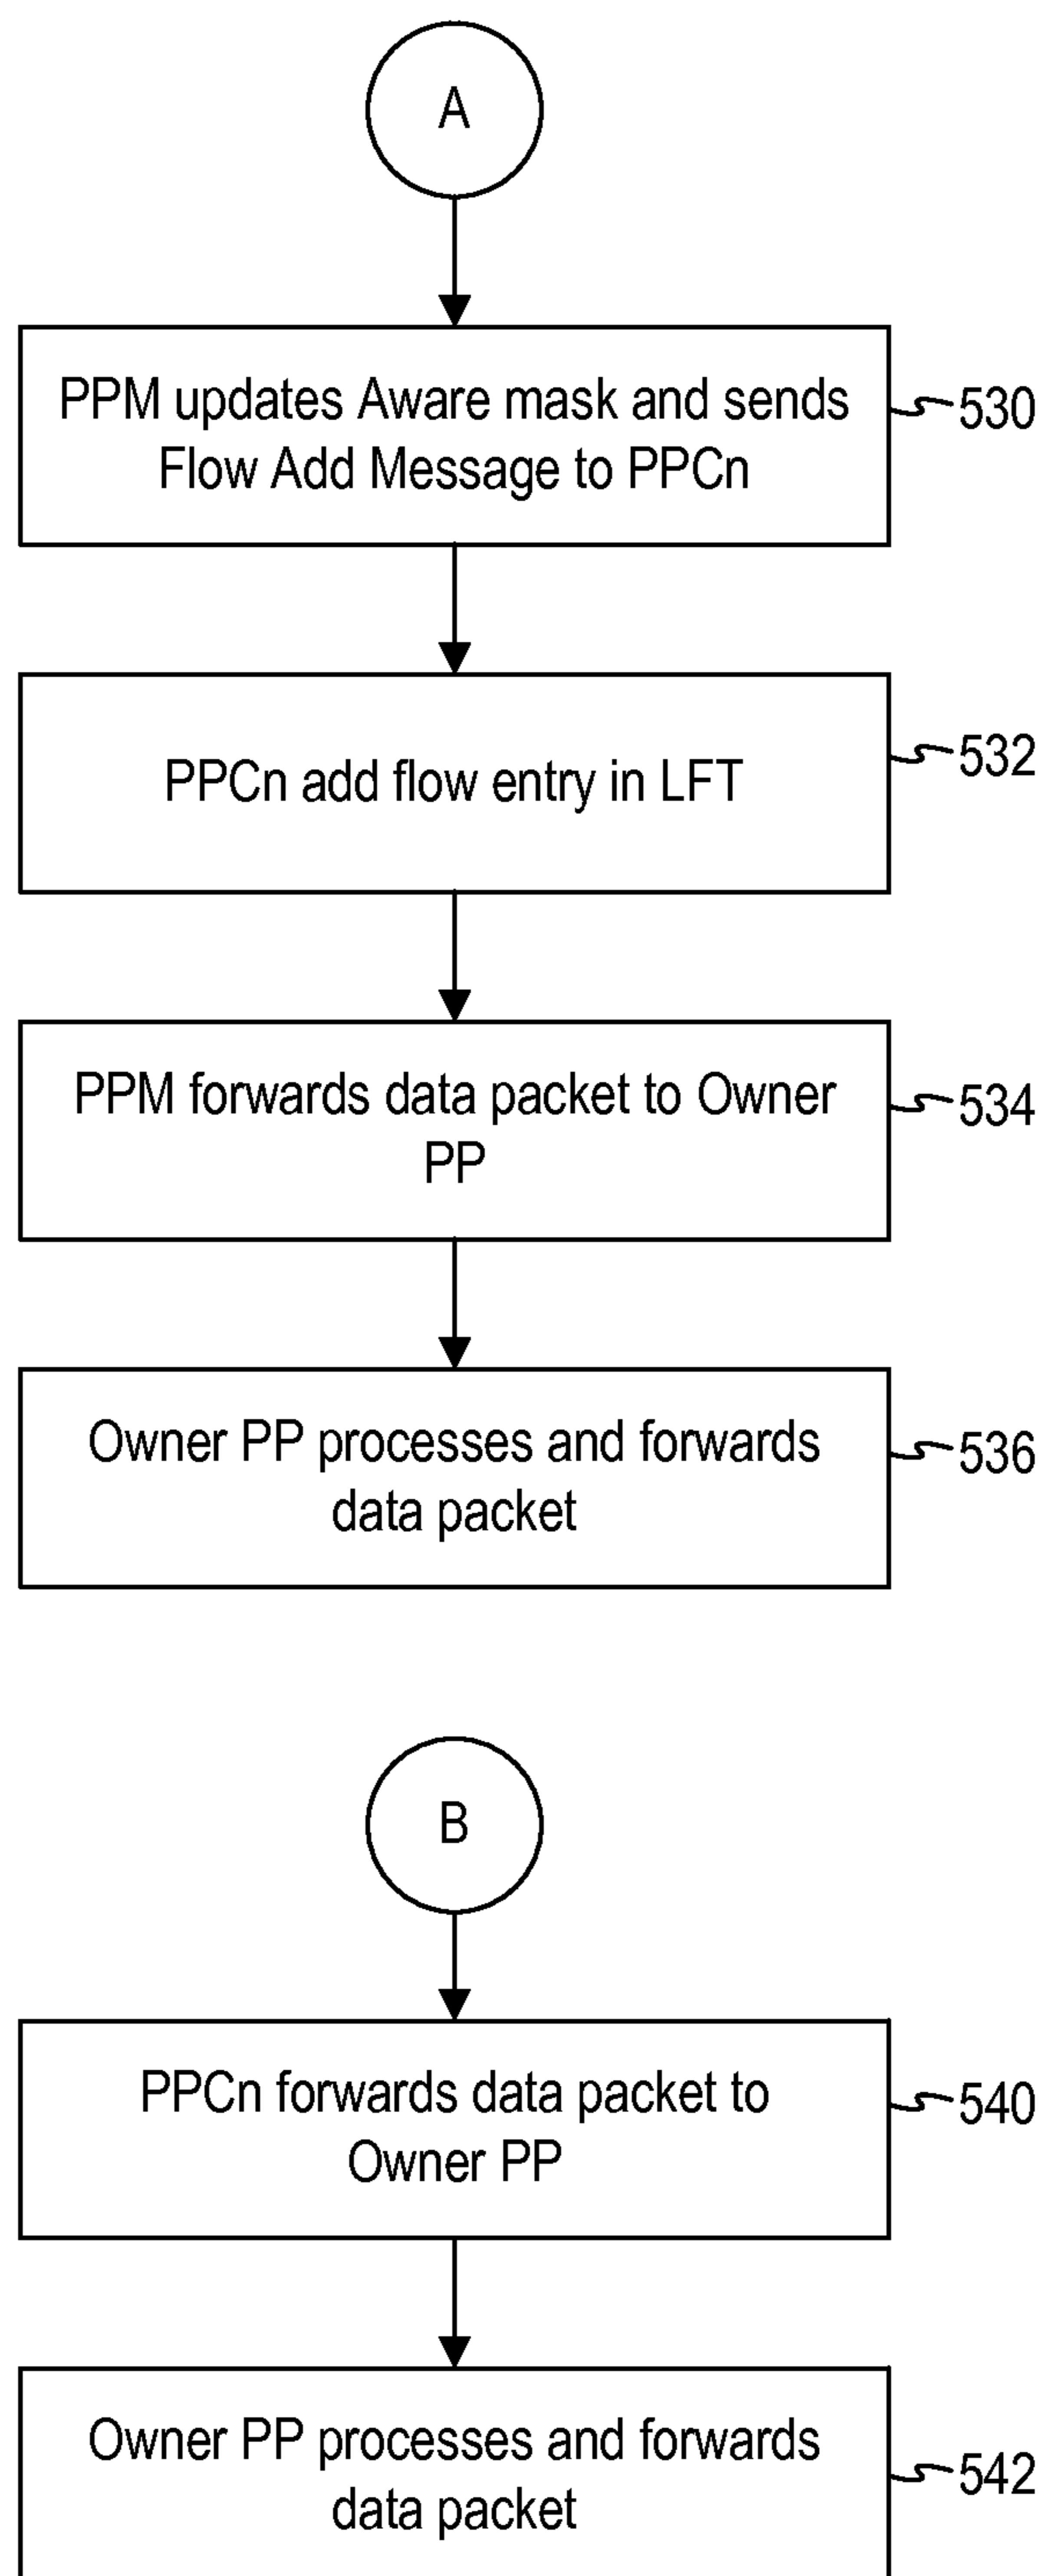 A
PPM updates Aware mask and sends
Flow Add Message to PPCn
530
PPCn add flow entry in LFT
532
PPM forwards data packet to Owner
PP
534
Owner PP processes and forwards
data packet
536
B
PPCn forwards data packet to
Owner PP
540
Owner PP processes and forwards
data packet
542